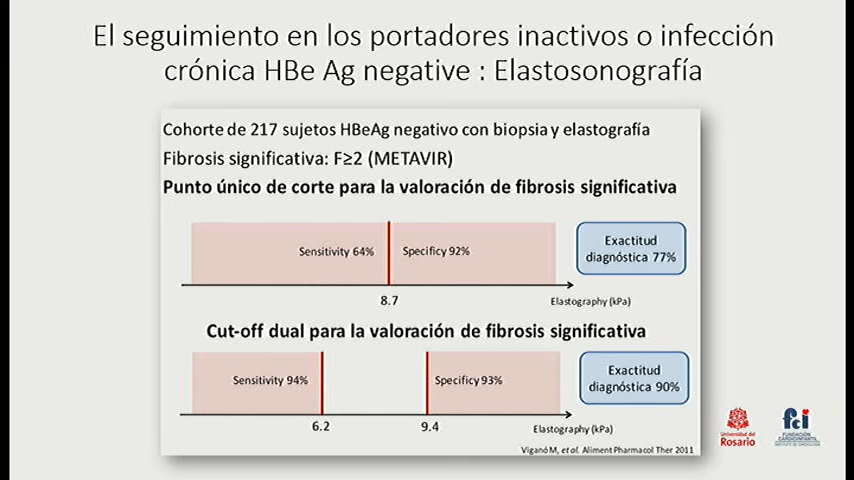 El seguimiento en los portadores inactivos o infección
crónica HBe Ag negative : Elastosonografía
Cohorte de 217 sujetos HBeAg negativo con biopsia y elastografía
Fibrosis significativa: F≥2 (METAVIR)
Punto único de corte para la valoración de fibrosis significativa
Sensitivity 64%
Specificy 92%
Exactitud
diagnóstica 77%
8.7
Elastography (kPa)
Cut-off dual para la valoración de fibrosis significativa
Sensitivity 94%
Specificy 93%
Exactitud
diagnóstica 90%
6.2
9.4
Elastography (kPa)
Viganó M, et al. Aliment Pharmacol Ther 2011
Universidad del
Rosario
fci
FUNDACIÓN
CARDIOINFANTIL